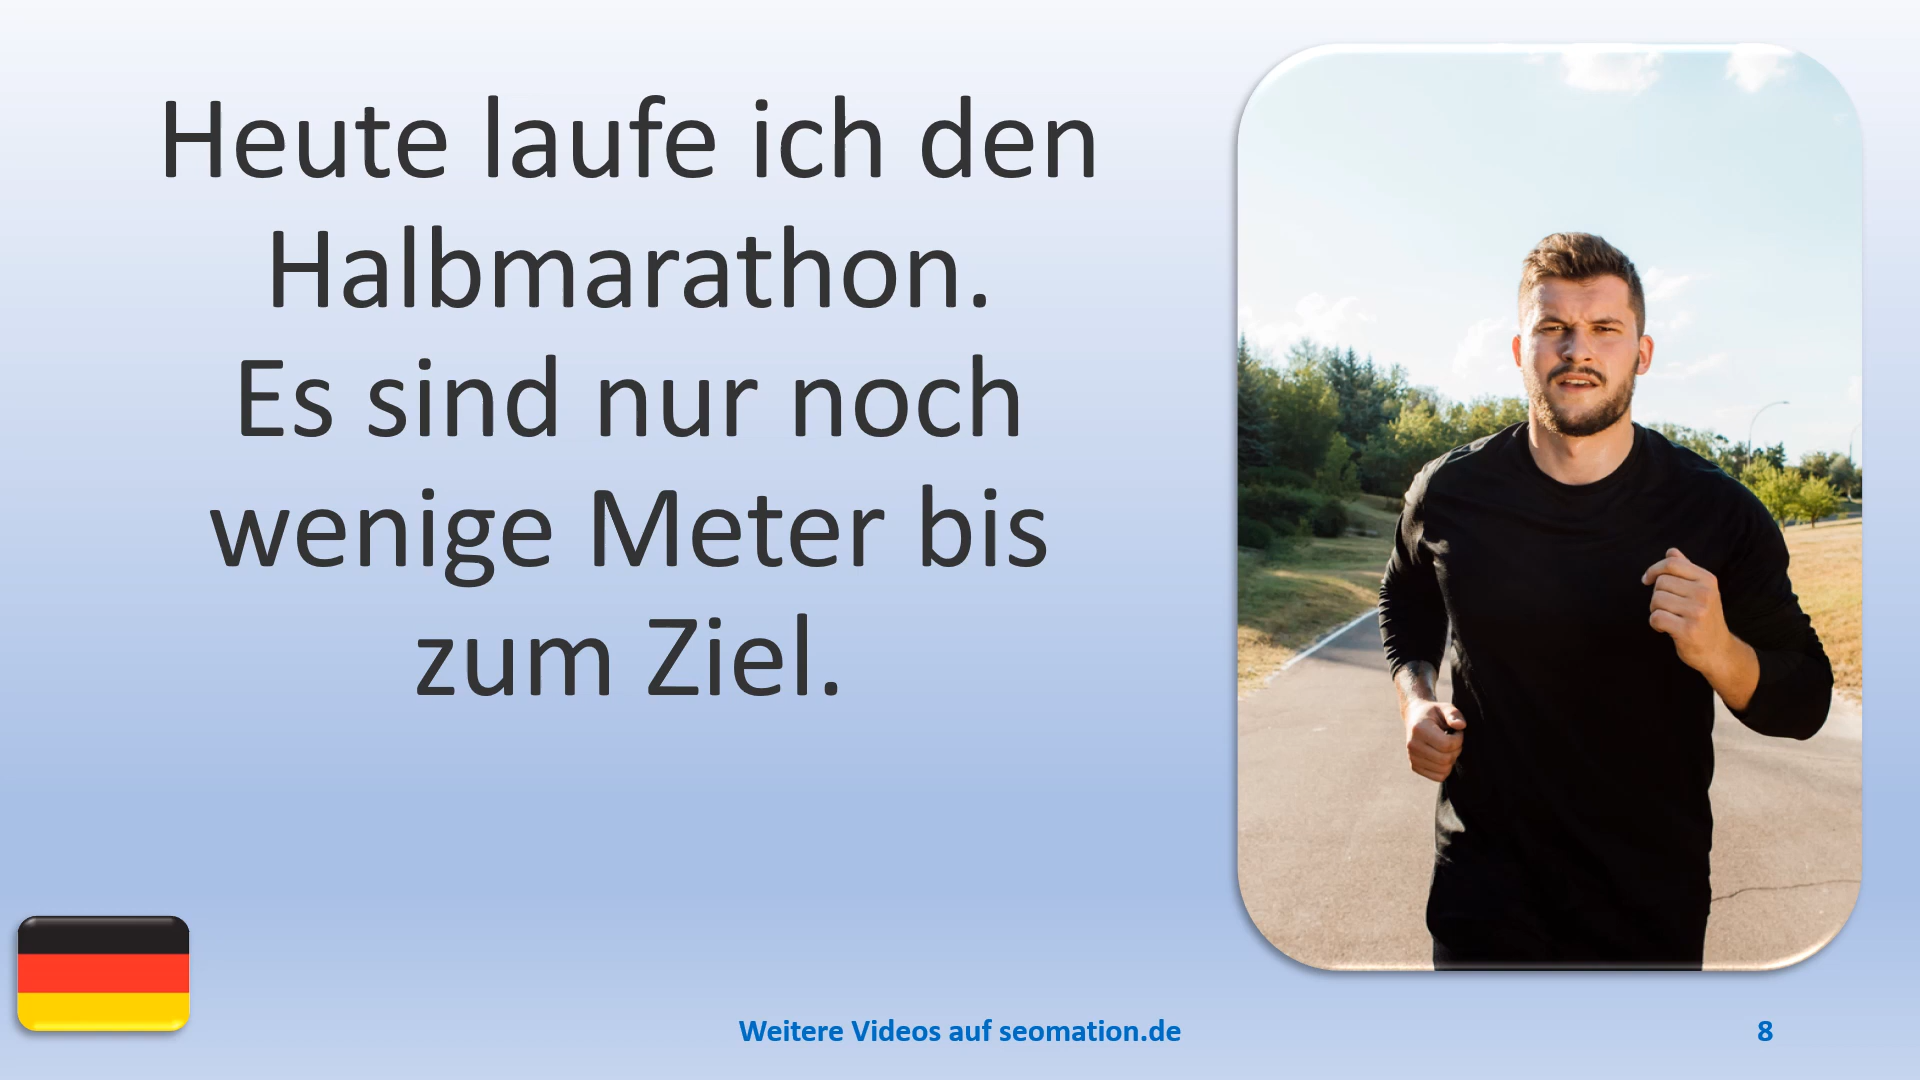 Heute laufe ich den
Halbmarathon.
Es sind nur noch
wenige Meter bis
zum Ziel.
Weitere Videos auf seomation.de
8